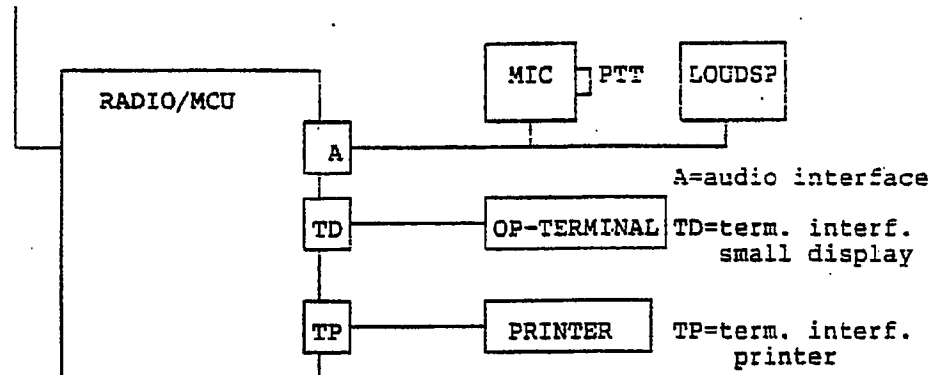 MIC PTT LOUDSP
RADIO/MCU
A
A=audio interface
TD OP-TERMINAL TD=term. interf.
small display
TP PRINTER TP=term. interf.
printer